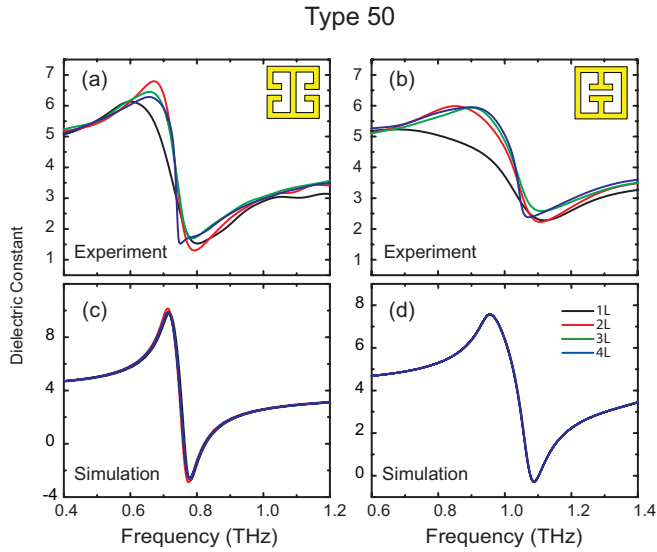 Type 50
(a)
(b)
7
6
5
4
3
2
1
Experiment
7
6
5
4
3
2
1
Experiment
Dielectric Constant
(c)
(d)
8
4
0
-4
Simulation
8
6
4
2
0
Simulation
1L
2L
3L
4L
0.4 0.6 0.8 1.0 1.2
0.6 0.8 1.0 1.2 1.4
Frequency (THz)
Frequency (THz)